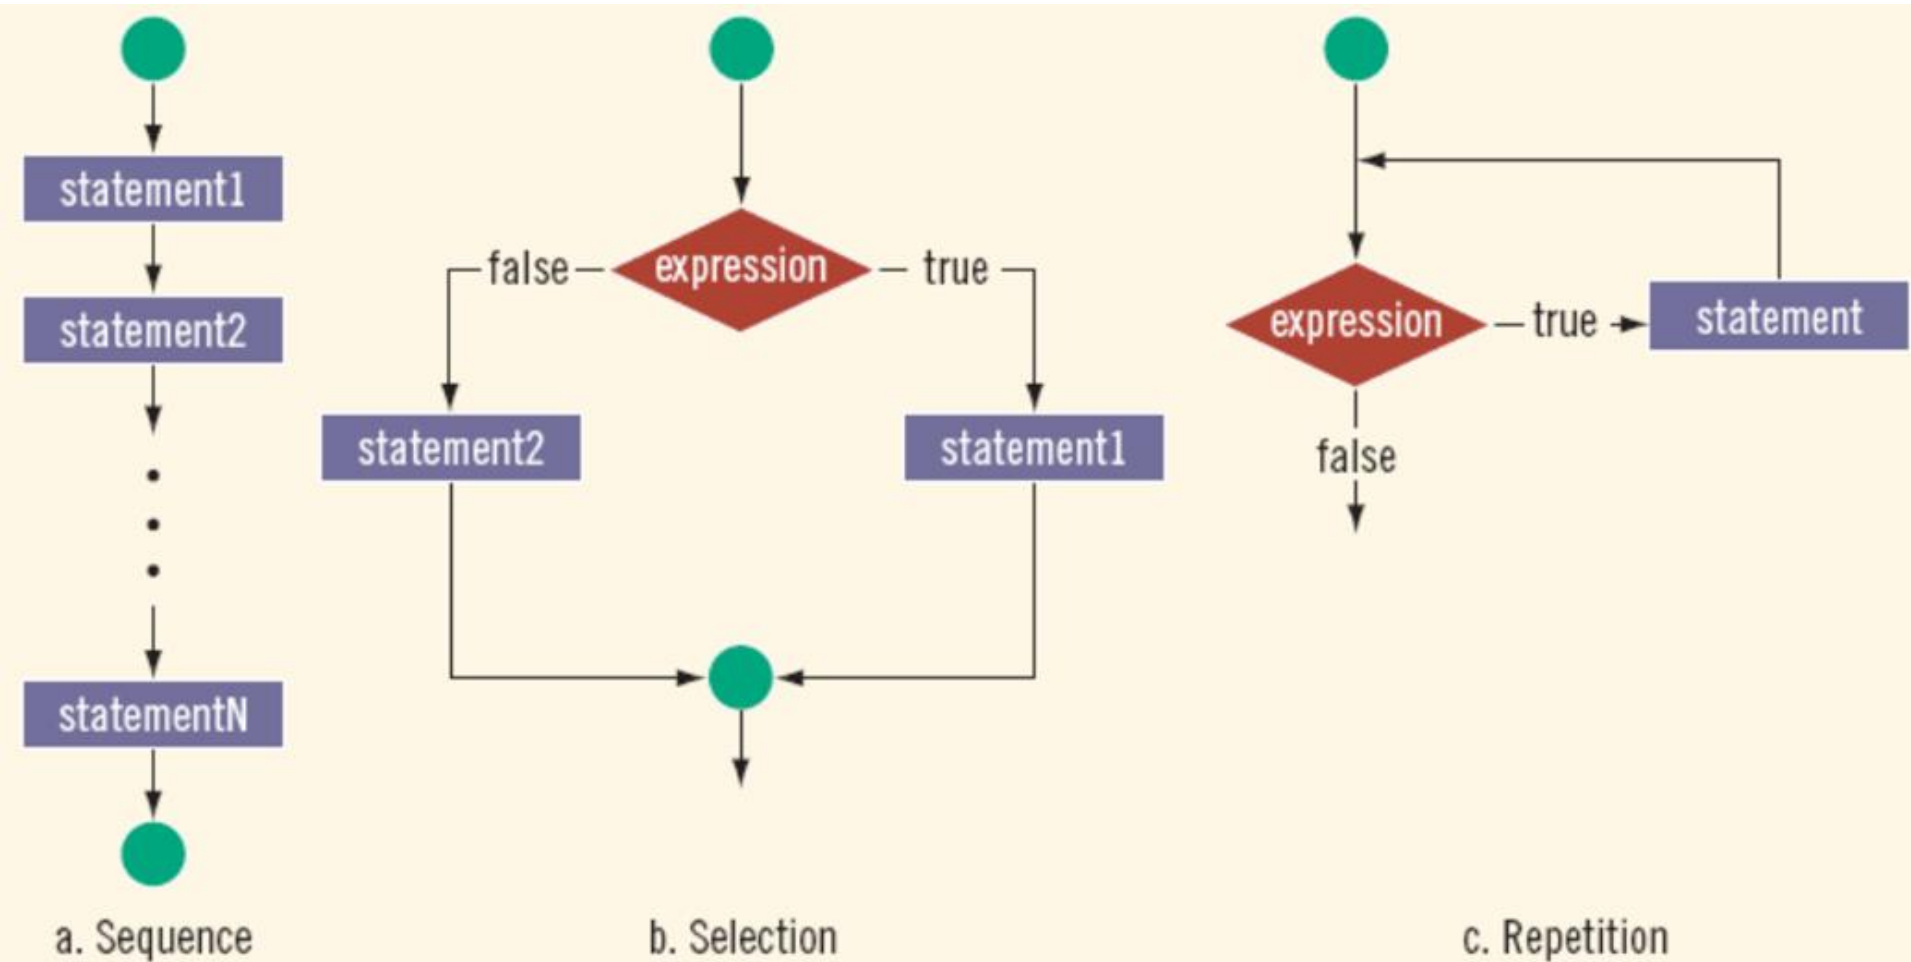 statement1
statement2
statementN
a. Sequence
false
expression
true
statement2
statement1
b. Selection
expression
true
statement
false
c. Repetition